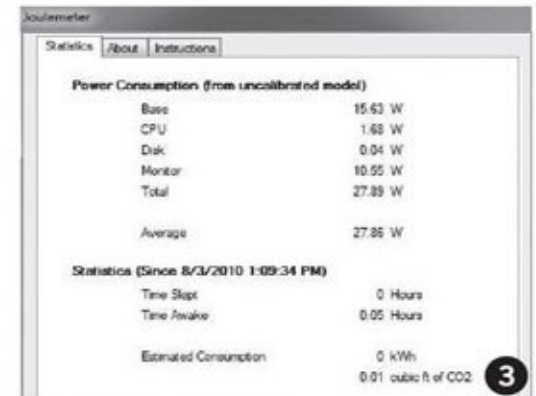 Joulemeter
Statistics About Instructions
Power Consumption (from uncalibrated model)
Base 15.63 W
CPU 1.68 W
Disk 0.04 W
Monitor 10.55 W
Total 27.89 W
Average 27.86 W
Statistics (Since 8/3/2010 1:09:34 PM)
Time Slept 0 Hours
Time Awake 0.05 Hours
Estimated Consumption 0 kWh
0.01 cubic ft of CO2
3